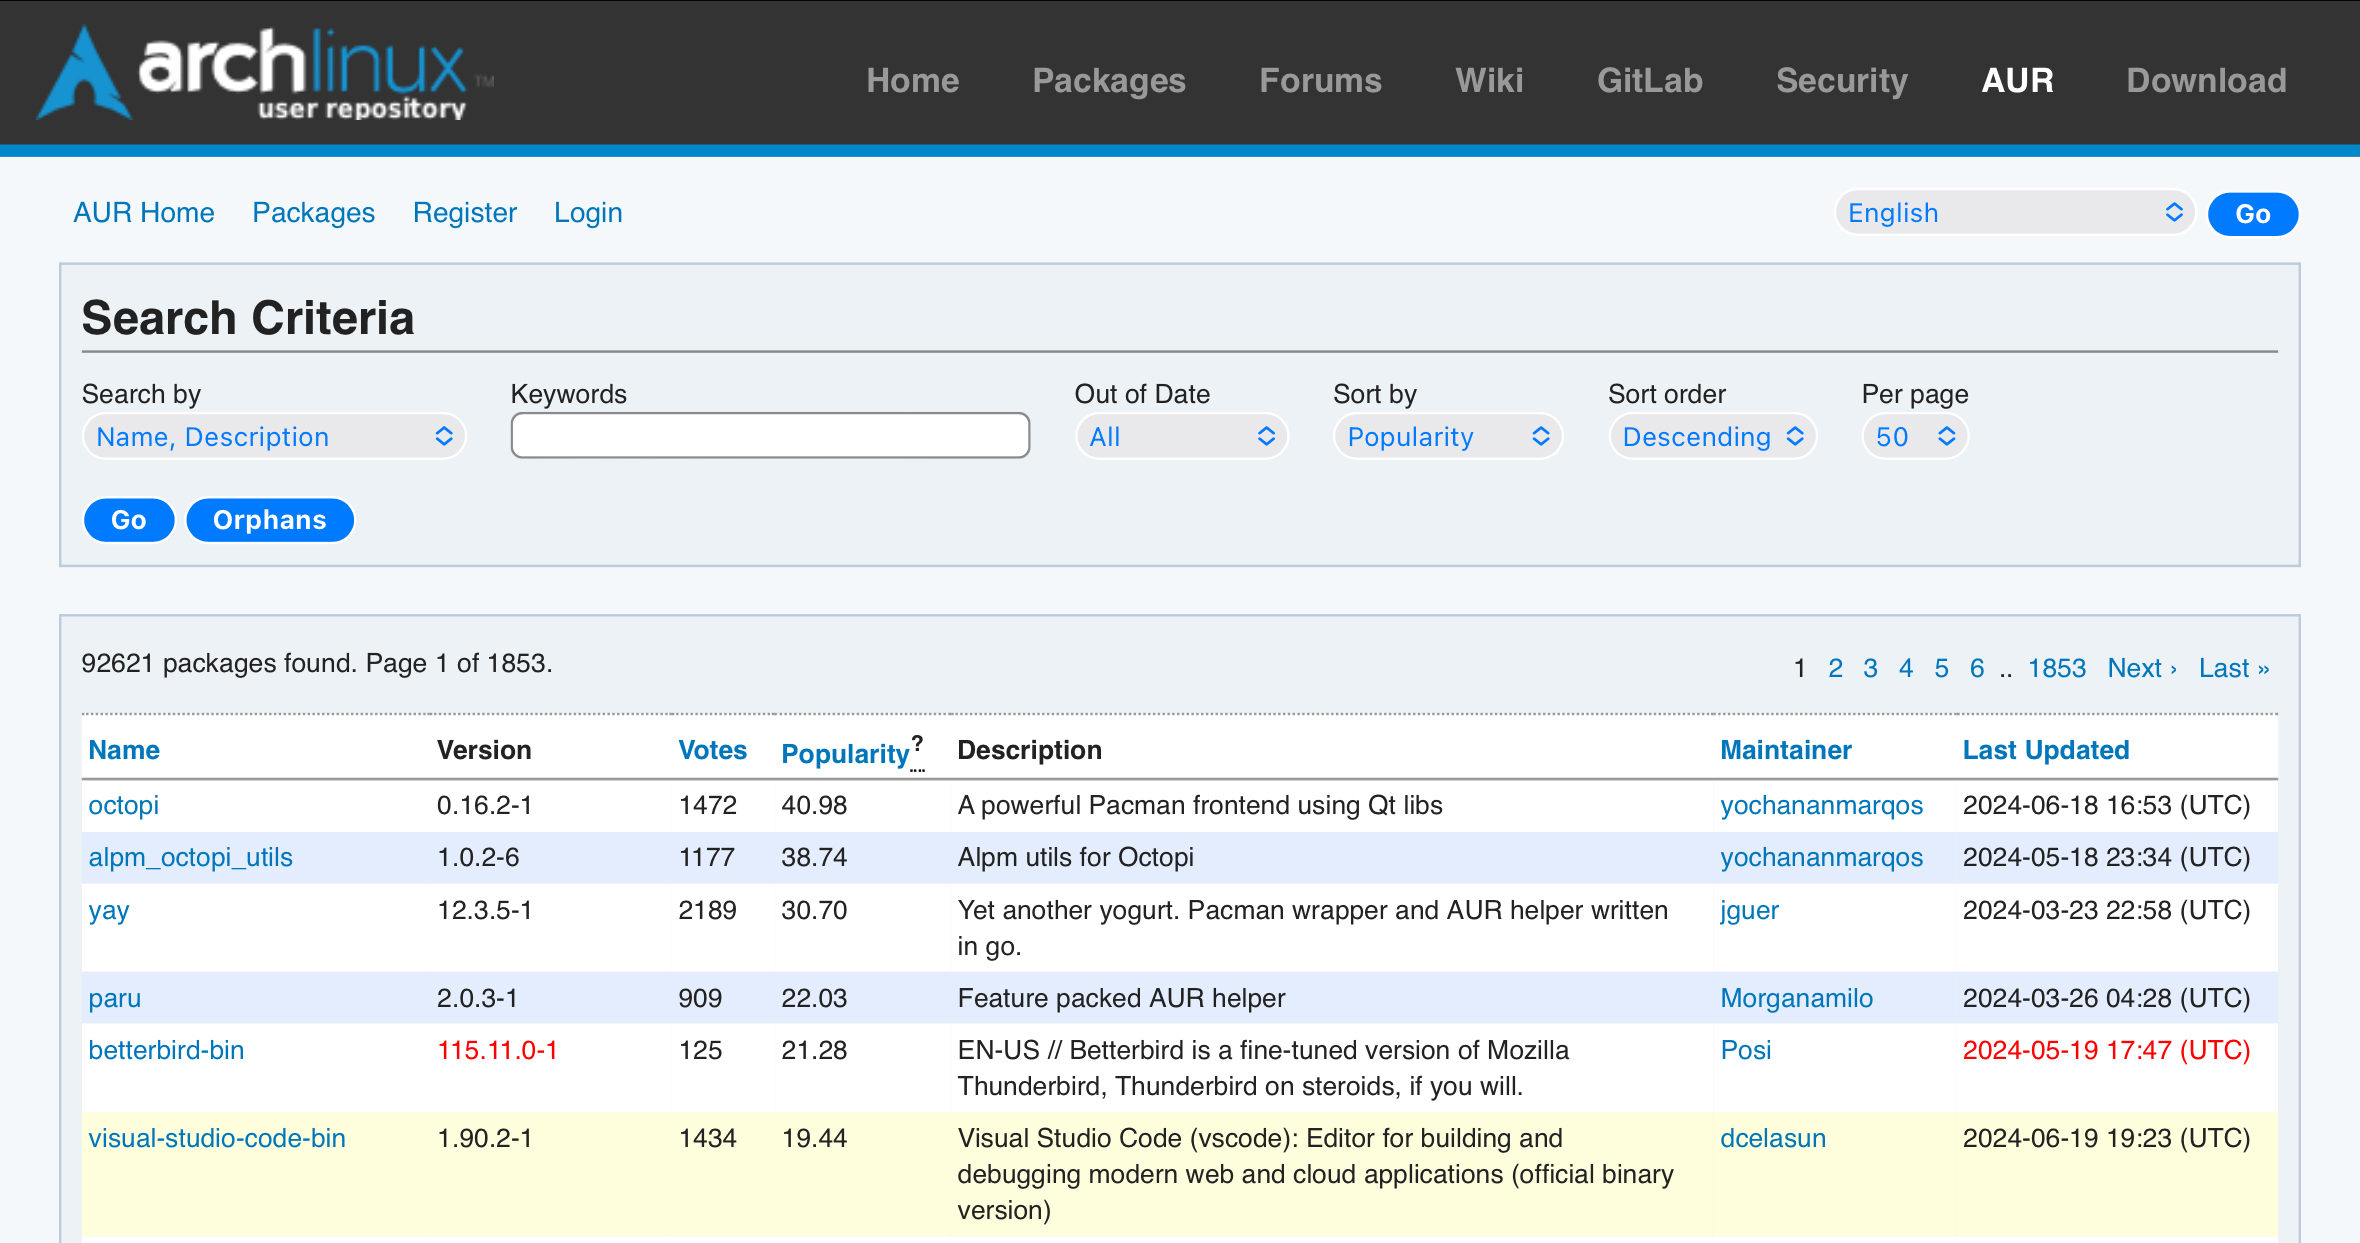 archlinux™
user repository
Home Packages Forums Wiki GitLab Security AUR Download
AUR Home Packages Register Login English Go
Search Criteria
Search by Keywords Out of Date Sort by Sort order Per page
Name, Description All Popularity Descending 50
Go Orphans
92621 packages found. Page 1 of 1853.
1 2 3 4 5 6 .. 1853 Next › Last »
Name Version Votes Popularity? Description Maintainer Last Updated
octopi 0.16.2-1 1472 40.98 A powerful Pacman frontend using Qt libs yochananmarqos 2024-06-18 16:53 (UTC)
alpm_octopi_utils 1.0.2-6 1177 38.74 Alpm utils for Octopi yochananmarqos 2024-05-18 23:34 (UTC)
yay 12.3.5-1 2189 30.70 Yet another yogurt. Pacman wrapper and AUR helper written jguer 2024-03-23 22:58 (UTC)
in go.
paru 2.0.3-1 909 22.03 Feature packed AUR helper Morganamilo 2024-03-26 04:28 (UTC)
betterbird-bin 115.11.0-1 125 21.28 EN-US // Betterbird is a fine-tuned version of Mozilla Posi 2024-05-19 17:47 (UTC)
Thunderbird, Thunderbird on steroids, if you will.
visual-studio-code-bin 1.90.2-1 1434 19.44 Visual Studio Code (vscode): Editor for building and dcelasun 2024-06-19 19:23 (UTC)
debugging modern web and cloud applications (official binary
version)